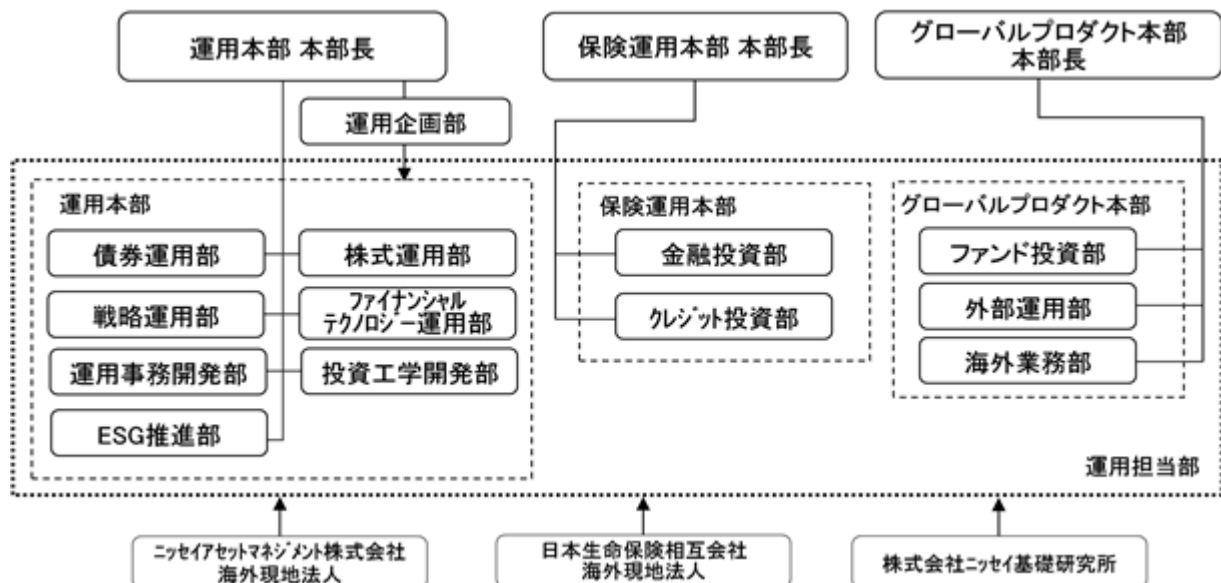 運用本部 本部長
保険運用本部 本部長
グローバルプロダクト本部
本部長
運用企画部
運用本部
債券運用部
株式運用部
戦略運用部
ファイナンシャル
テクノロジー運用部
運用事務開発部
投資工学開発部
ESG推進部
保険運用本部
金融投資部
クレジット投資部
グローバルプロダクト本部
ファンド投資部
外部運用部
海外業務部
運用担当部
ニッセイアセットマネジメント株式会社
海外現地法人
日本生命保険相互会社
海外現地法人
株式会社ニッセイ基礎研究所